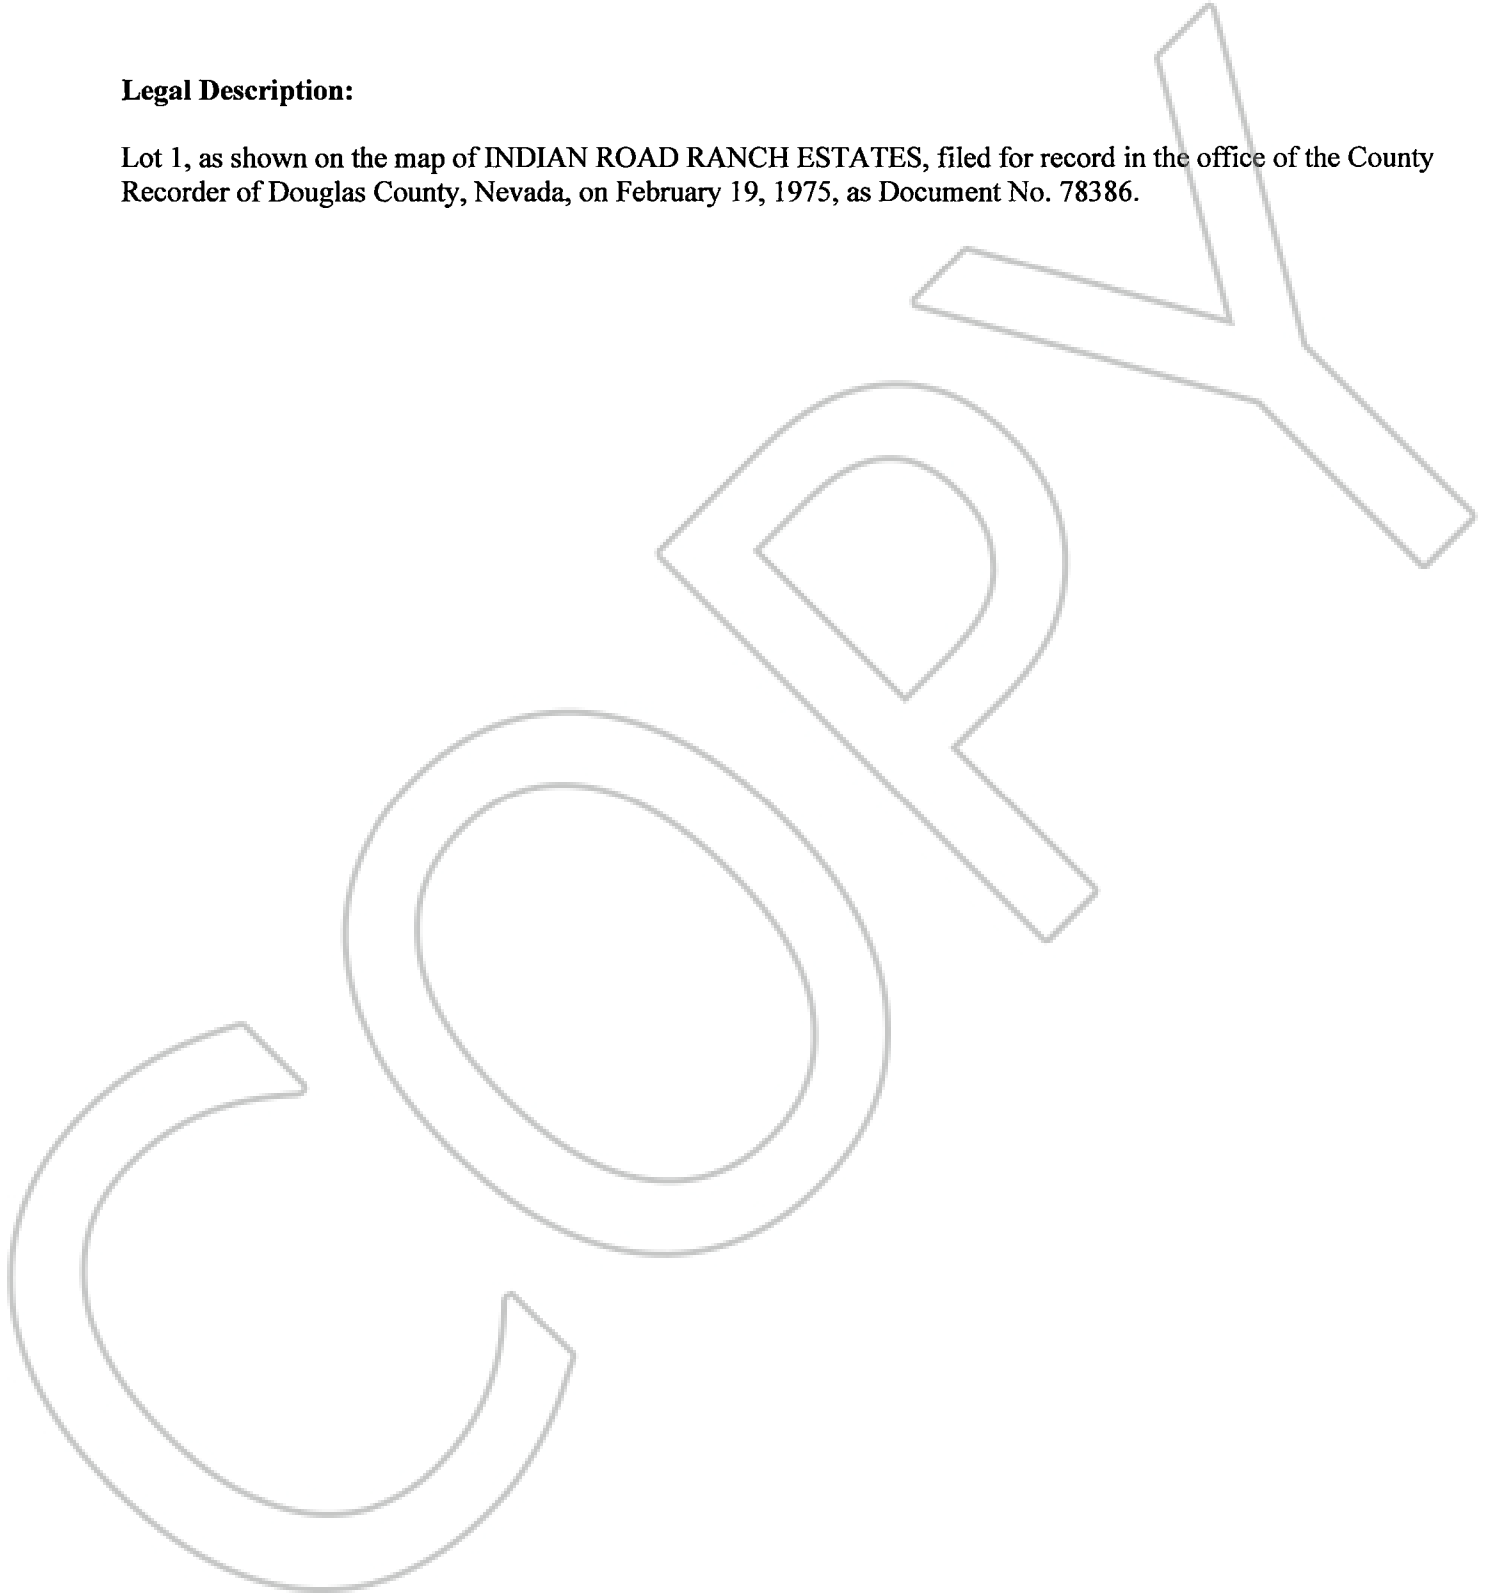 Legal Description:
Lot 1, as shown on the map of INDIAN ROAD RANCH ESTATES, filed for record in the office of the County
Recorder of Douglas County, Nevada, on February 19, 1975, as Document No. 78386.
COPY